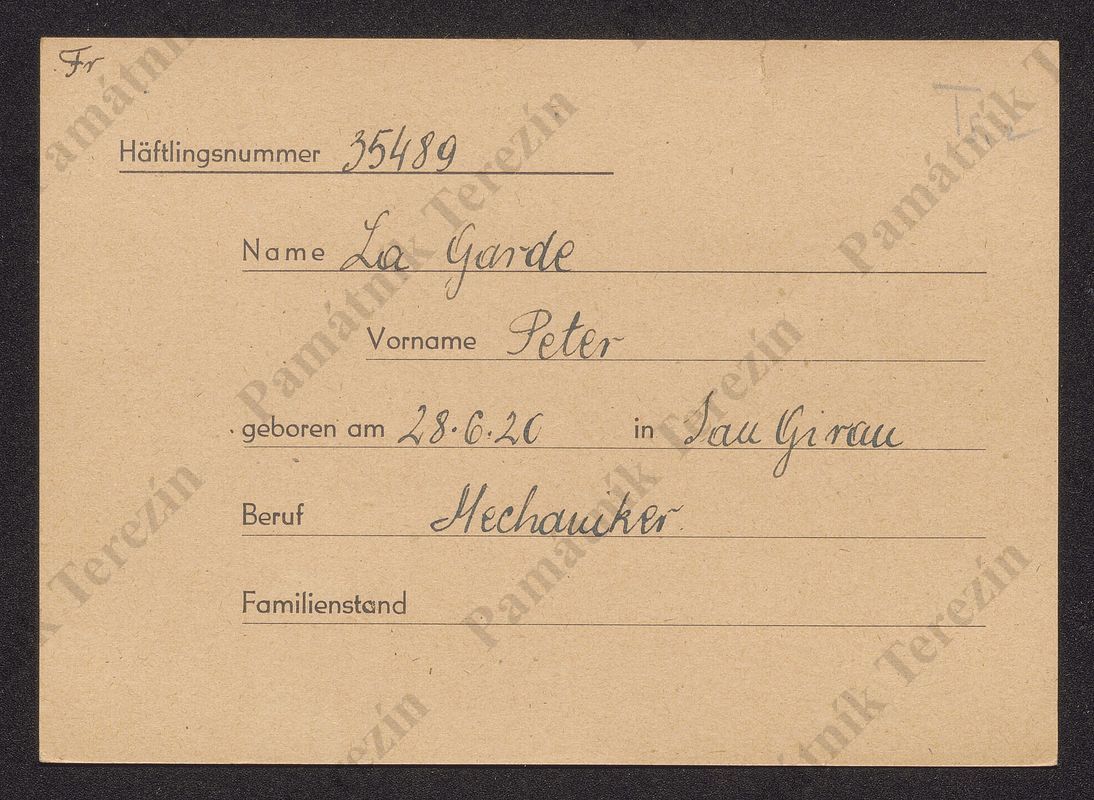 Fr
Häftlingsnummer 35489
Name La Garde
Vorname Peter
geboren am 28.6.20 in Sau Girau
Beruf Mechaniker
Familienstand
Památník Terezín